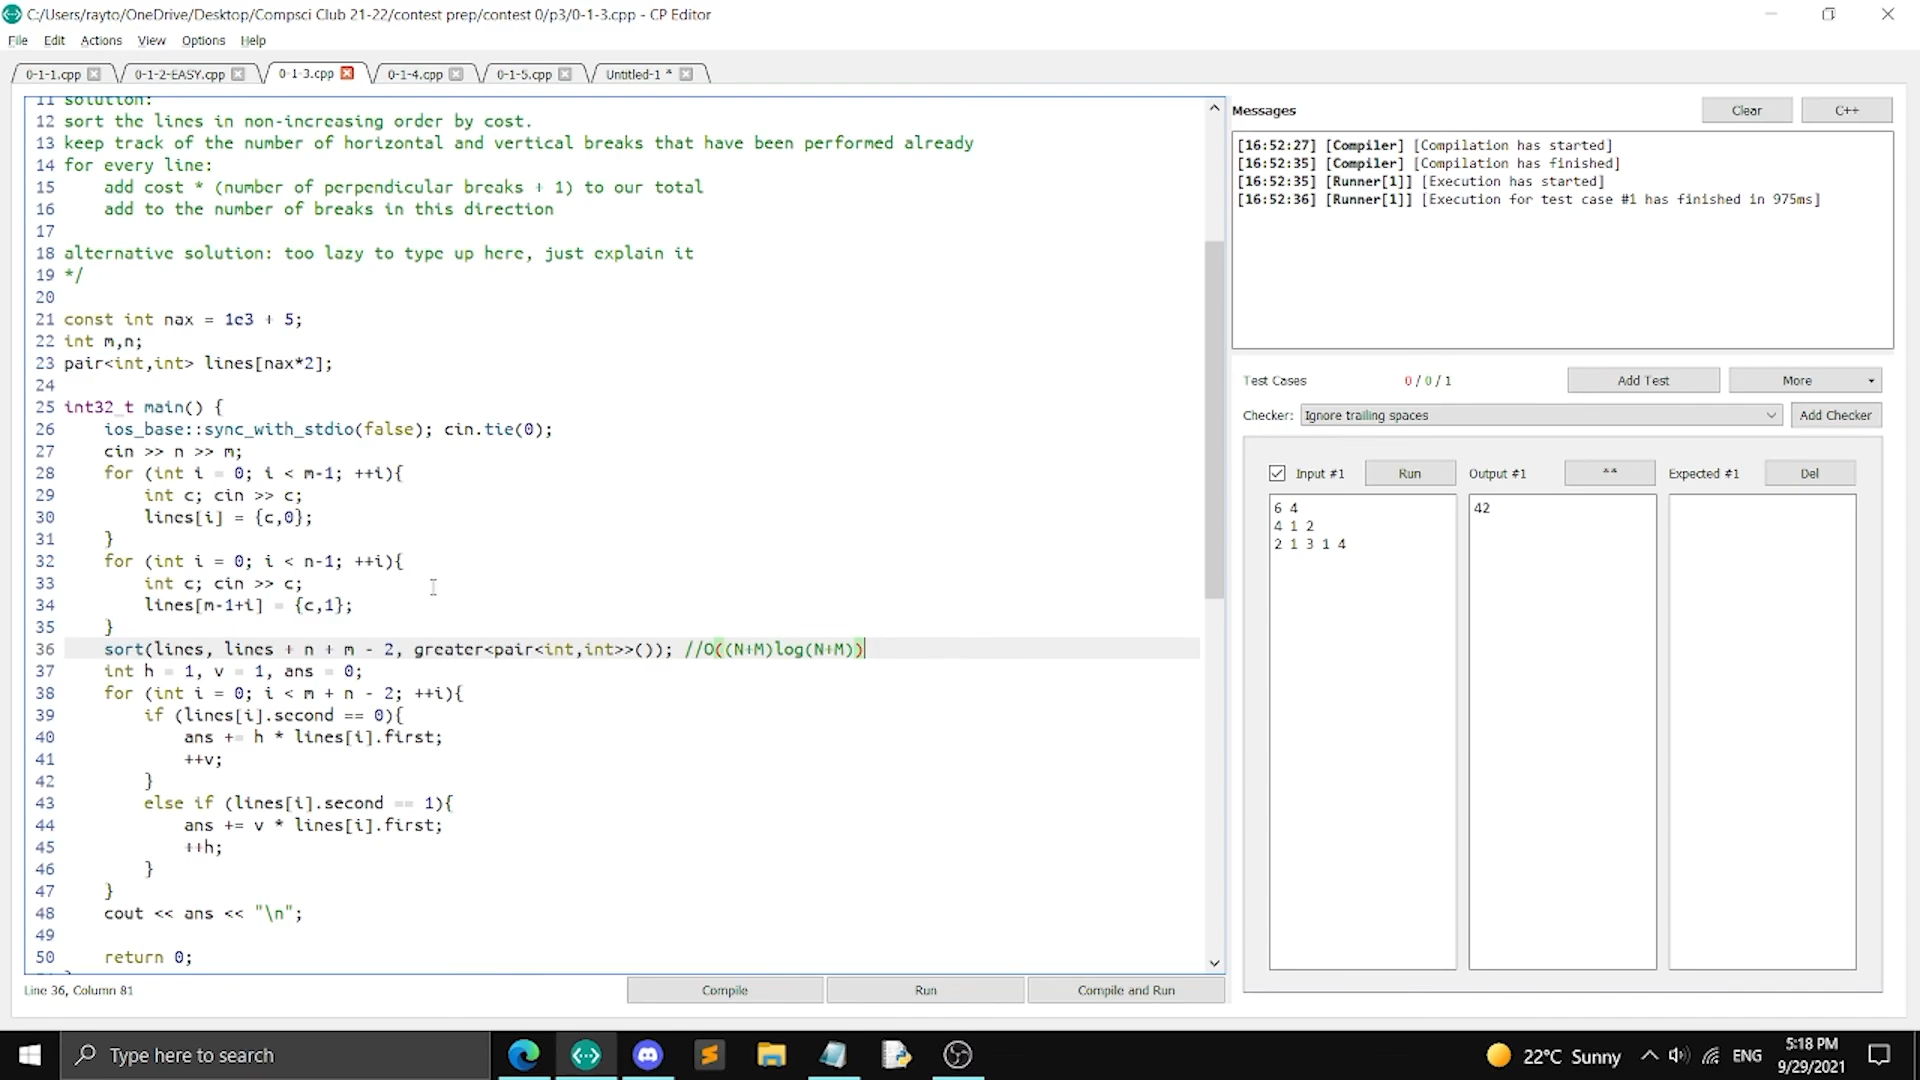 C:/Users/rayto/OneDrive/Desktop/Compsci Club 21-22/contest prep/contest 0/p3/0-1-3.cpp - CP Editor
File Edit Actions View Options Help
0-1-1.cpp 0-1-2-EASY.cpp 0-1-3.cpp 0-1-4.cpp 0-1-5.cpp Untitled-1 *
11 solution:
12 sort the lines in non-increasing order by cost.
13 keep track of the number of horizontal and vertical breaks that have been performed already
14 for every line:
15     add cost * (number of perpendicular breaks + 1) to our total
16     add to the number of breaks in this direction
17
18 alternative solution: too lazy to type up here, just explain it
19 */
20
21 const int nax = 1e3 + 5;
22 int m,n;
23 pair<int,int> lines[nax*2];
24
25 int32_t main() {
26     ios_base::sync_with_stdio(false); cin.tie(0);
27     cin >> n >> m;
28     for (int i = 0; i < m-1; ++i){
29         int c; cin >> c;
30         lines[i] = {c,0};
31     }
32     for (int i = 0; i < n-1; ++i){
33         int c; cin >> c;
34         lines[m-1+i] = {c,1};
35     }
36     sort(lines, lines + n + m - 2, greater<pair<int,int>>()); //O((N+M)log(N+M))
37     int h = 1, v = 1, ans = 0;
38     for (int i = 0; i < m + n - 2; ++i){
39         if (lines[i].second == 0){
40             ans += h * lines[i].first;
41             ++v;
42         }
43         else if (lines[i].second == 1){
44             ans += v * lines[i].first;
45             ++h;
46         }
47     }
48     cout << ans << "\n";
49
50     return 0;
Line 36, Column 81
Compile Run Compile and Run
Messages Clear C++
[16:52:27] [Compiler] [Compilation has started]
[16:52:35] [Compiler] [Compilation has finished]
[16:52:35] [Runner[1]] [Execution has started]
[16:52:36] [Runner[1]] [Execution for test case #1 has finished in 975ms]
Test Cases 0 / 0 / 1 Add Test More
Checker: Ignore trailing spaces Add Checker
Input #1 Run Output #1 ** Expected #1 Del
6 4
4 1 2
2 1 3 1 4
42
Type here to search
22°C Sunny ENG
5:18 PM
9/29/2021